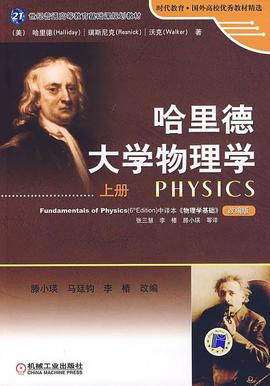 21 世纪普通高等教育基础课规划教材
时代教育·国外高校优秀教材精选
(美) 哈里德(Halliday) 瑞斯尼克(Resnick) 沃克(Walker) 著
哈里德
大学物理学
上册 PHYSICS
Fundamentals of Physics(6th Edition)中译本《物理学基础》 改编版
张三慧 李椿 滕小瑛 等译
滕小瑛 马廷钧 李椿 改编
机械工业出版社
CHINA MACHINE PRESS